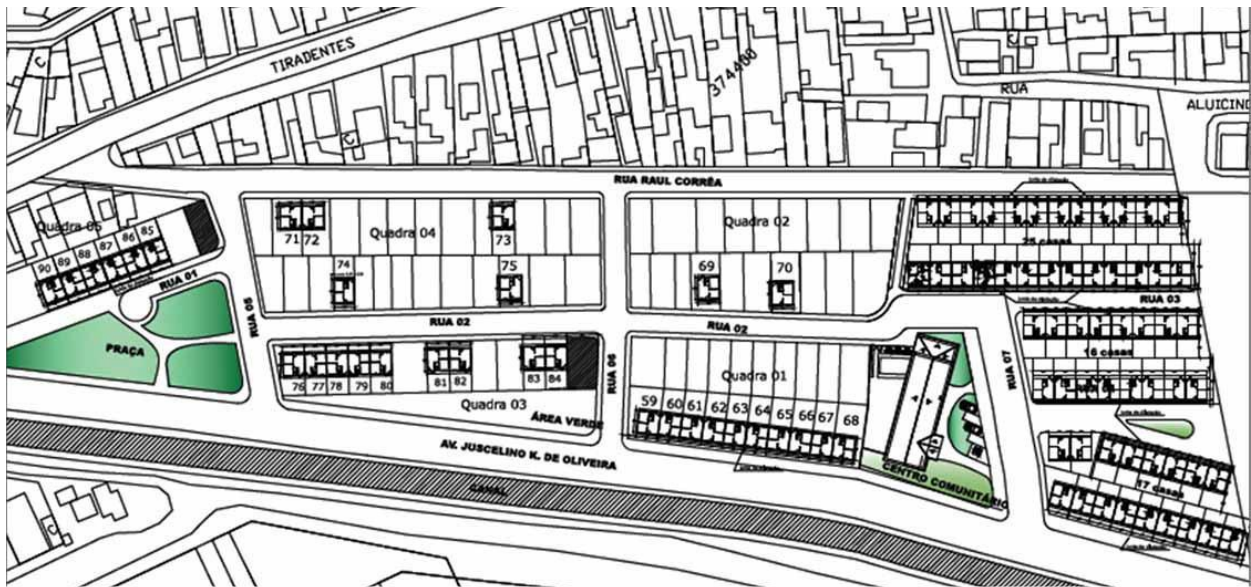 TIRADENTES
C
C
374400
C
RUA
ALUICINO
RUA RAUL CORRÊA
Quadra 05
90 89 88 87 86 85
RUA 01
PRAÇA
RUA 05
71 72
Quadra 04
73
74
75
Quadra 02
69
70
25 casas
RUA 03
RUA 02
RUA 02
RUA 07
16 casas
76 77 78 79 80
81 82
83 84
Quadra 03
ÁREA VERDE
RUA 06
Quadra 01
59 60 61 62 63 64 65 66 67 68
CENTRO COMUNITÁRIO
17 casas
AV. JUSCELINO K. DE OLIVEIRA
CANAL
C
C